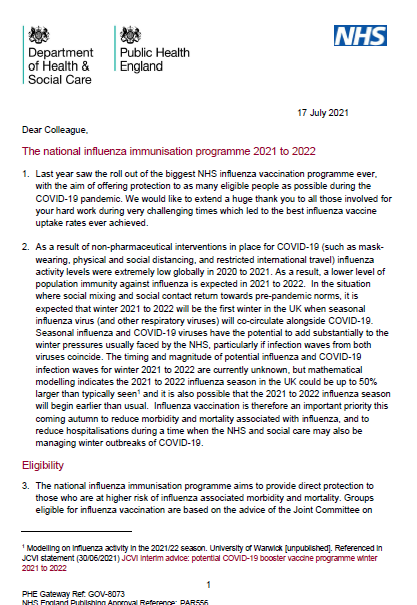 Department
of Health &
Social Care
Public Health
England
NHS
17 July 2021
Dear Colleague,
The national influenza immunisation programme 2021 to 2022
1. Last year saw the roll out of the biggest NHS influenza vaccination programme ever,
with the aim of offering protection to as many eligible people as possible during the
COVID-19 pandemic. We would like to extend a huge thank you to all those involved for
your hard work during very challenging times which led to the best influenza vaccine
uptake rates ever achieved.
2. As a result of non-pharmaceutical interventions in place for COVID-19 (such as mask-
wearing, physical and social distancing, and restricted international travel) influenza
activity levels were extremely low globally in 2020 to 2021. As a result, a lower level of
population immunity against influenza is expected in 2021 to 2022. In the situation
where social mixing and social contact return towards pre-pandemic norms, it is
expected that winter 2021 to 2022 will be the first winter in the UK when seasonal
influenza virus (and other respiratory viruses) will co-circulate alongside COVID-19.
Seasonal influenza and COVID-19 viruses have the potential to add substantially to the
winter pressures usually faced by the NHS, particularly if infection waves from both
viruses coincide. The timing and magnitude of potential influenza and COVID-19
infection waves for winter 2021 to 2022 are currently unknown, but mathematical
modelling indicates the 2021 to 2022 influenza season in the UK could be up to 50%
larger than typically seen¹ and it is also possible that the 2021 to 2022 influenza season
will begin earlier than usual. Influenza vaccination is therefore an important priority this
coming autumn to reduce morbidity and mortality associated with influenza, and to
reduce hospitalisations during a time when the NHS and social care may also be
managing winter outbreaks of COVID-19.
Eligibility
3. The national influenza immunisation programme aims to provide direct protection to
those who are at higher risk of influenza associated morbidity and mortality. Groups
eligible for influenza vaccination are based on the advice of the Joint Committee on
¹ Modelling on influenza activity in the 2021/22 season. University of Warwick [unpublished]. Referenced in
JCVI statement (30/06/2021) JCVI interim advice: potential COVID-19 booster vaccine programme winter
2021 to 2022
1
PHE Gateway Ref: GOV-8073
NHS England Publishing Approval Reference: PAR556